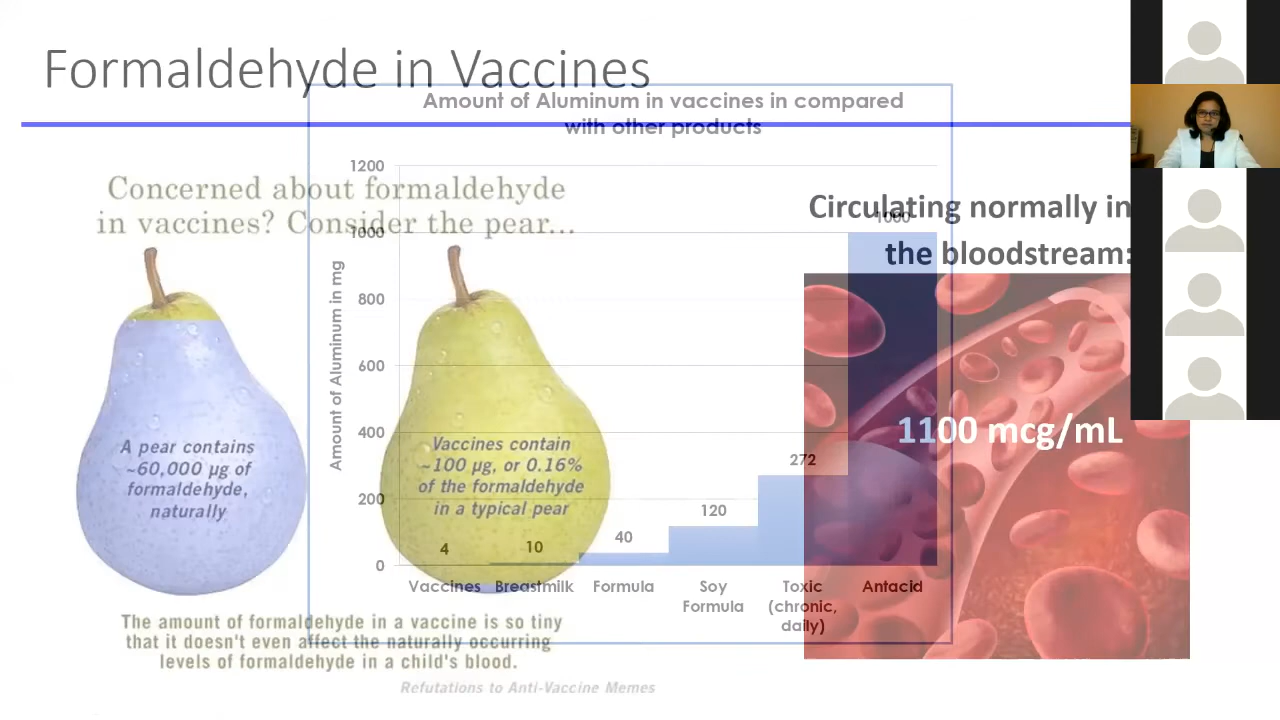 Formaldehyde in Vaccines
Amount of Aluminum in vaccines in compared
with other products
Concerned about formaldehyde
in vaccines? Consider the pear...
A pear contains
~60,000 µg of
formaldehyde,
naturally
Vaccines contain
~100 µg, or 0.16%
of the formaldehyde
in a typical pear
The amount of formaldehyde in a vaccine is so tiny
that it doesn't even affect the naturally occurring
levels of formaldehyde in a child's blood.
Refutations to Anti-Vaccine Memes
Amount of Aluminum in mg
1200
1000
800
600
400
200
0
4
10
40
120
272
1000
Vaccines
Breastmilk
Formula
Soy
Formula
Toxic
(chronic,
daily)
Antacid
Circulating normally in
the bloodstream:
1100 mcg/mL